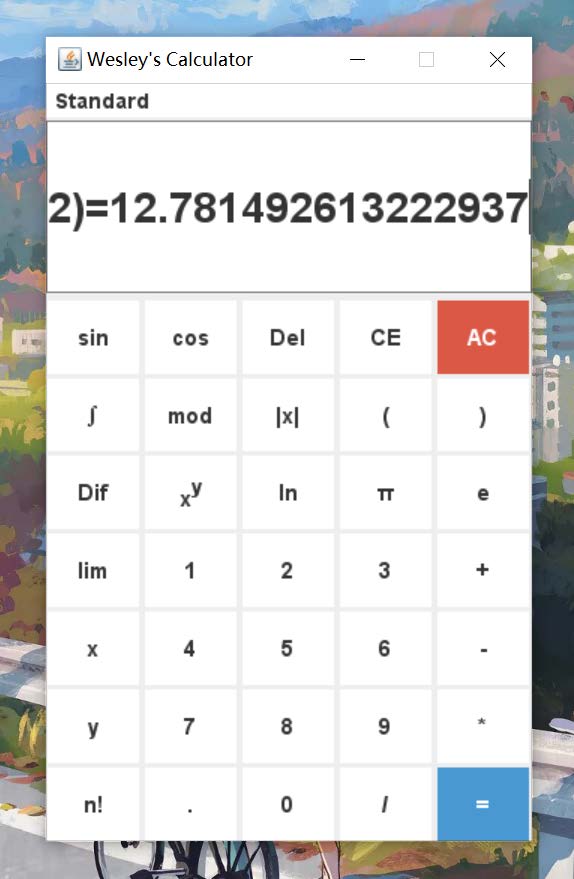 Wesley's Calculator
Standard
2)=12.781492613222937
sin cos Del CE AC
∫ mod |x| ( )
Dif xʸ ln π e
lim 1 2 3 +
x 4 5 6 -
y 7 8 9 *
n! . 0 / =